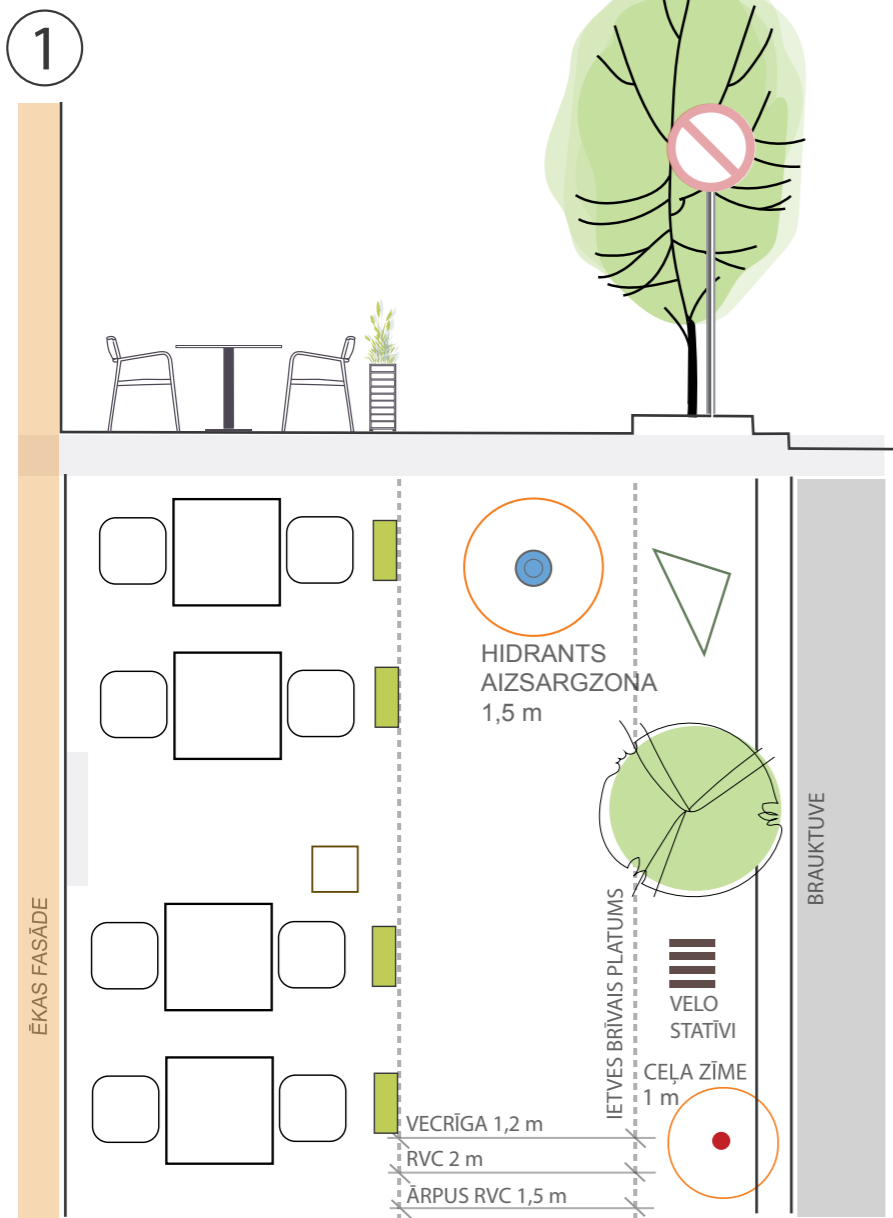 1
HIDRANTS
AIZSARGZONA
1,5 m
ĒKAS FASĀDE
IETVES BRĪVAIS PLATUMS
BRAUKTUVE
VELO
STATĪVI
CEĻA ZĪME
1 m
VECRĪGA 1,2 m
RVC 2 m
ĀRPUS RVC 1,5 m